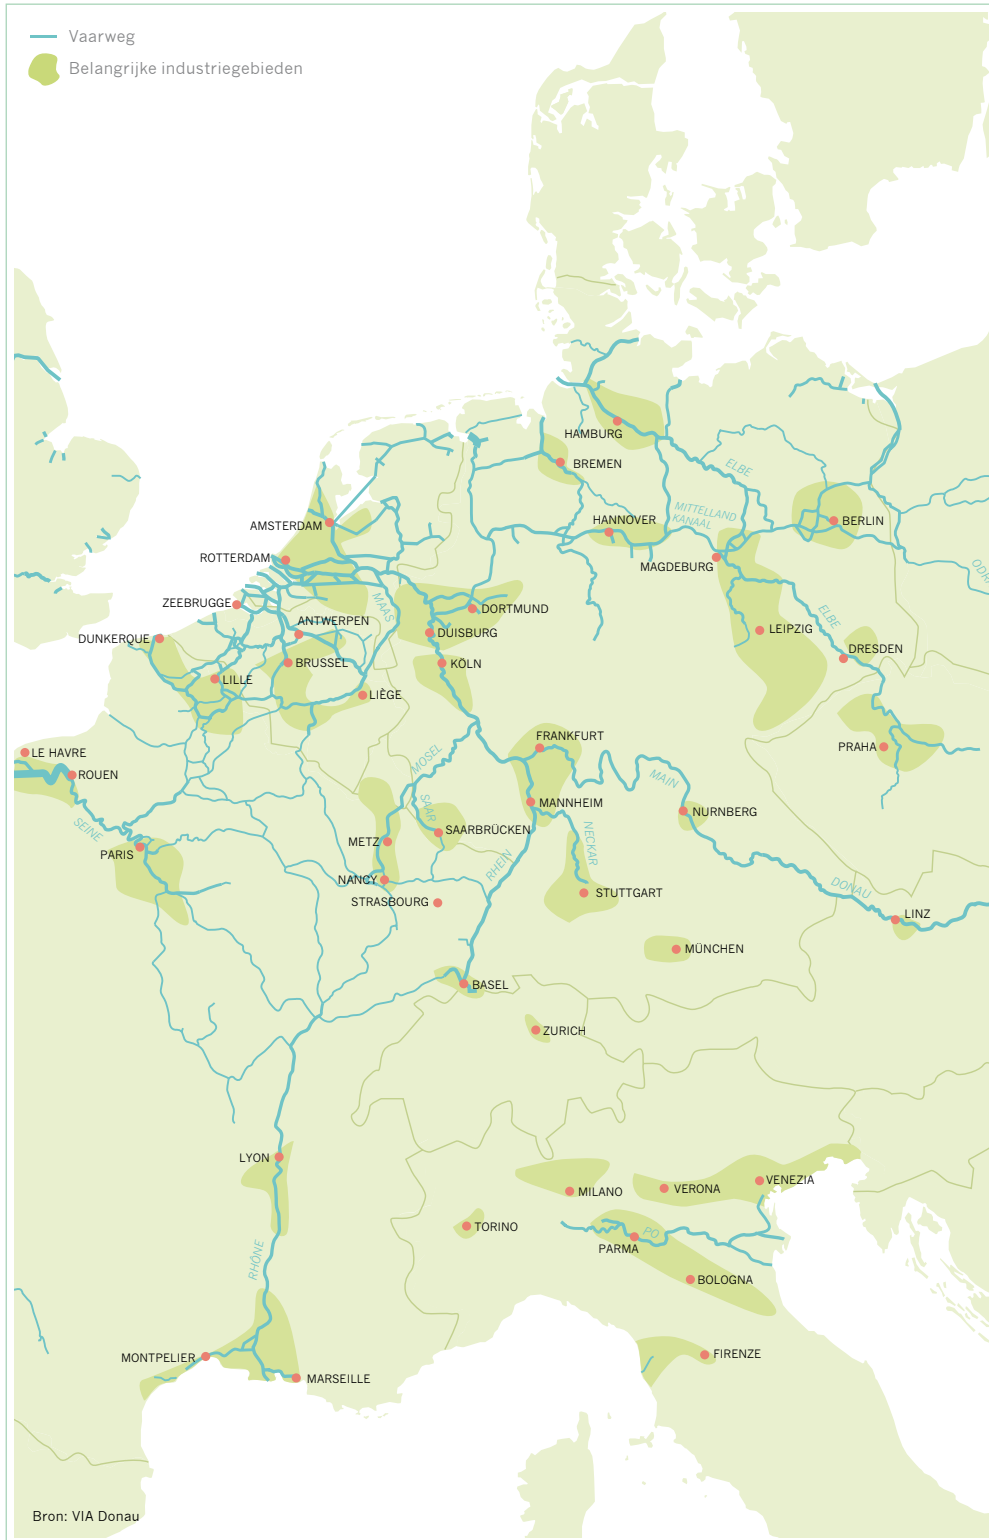 Vaarweg
Belangrijke industriegebieden
HAMBURG
BREMEN
ELBE
MITTELLAND
KANAAL
HANNOVER
BERLIN
AMSTERDAM
ROTTERDAM
MAGDEBURG
ZEEBRUGGE
MAAS
DORTMUND
ELBE
ANTWERPEN
DUISBURG
LEIPZIG
DUNKERQUE
BRUSSEL
KÖLN
DRESDEN
LILLE
LIÈGE
FRANKFURT
PRAHA
LE HAVRE
MOSEL
ROUEN
MAIN
SAAR
MANNHEIM
NURNBERG
SEINE
SAARBRÜCKEN
NECKAR
METZ
PARIS
RHEIN
NANCY
STRASBOURG
STUTTGART
DONAU
LINZ
MÜNCHEN
BASEL
ZURICH
LYON
MILANO
VERONA
VENEZIA
TORINO
PO
PARMA
RHÔNE
BOLOGNA
MONTPELIER
FIRENZE
MARSEILLE
Bron: VIA Donau